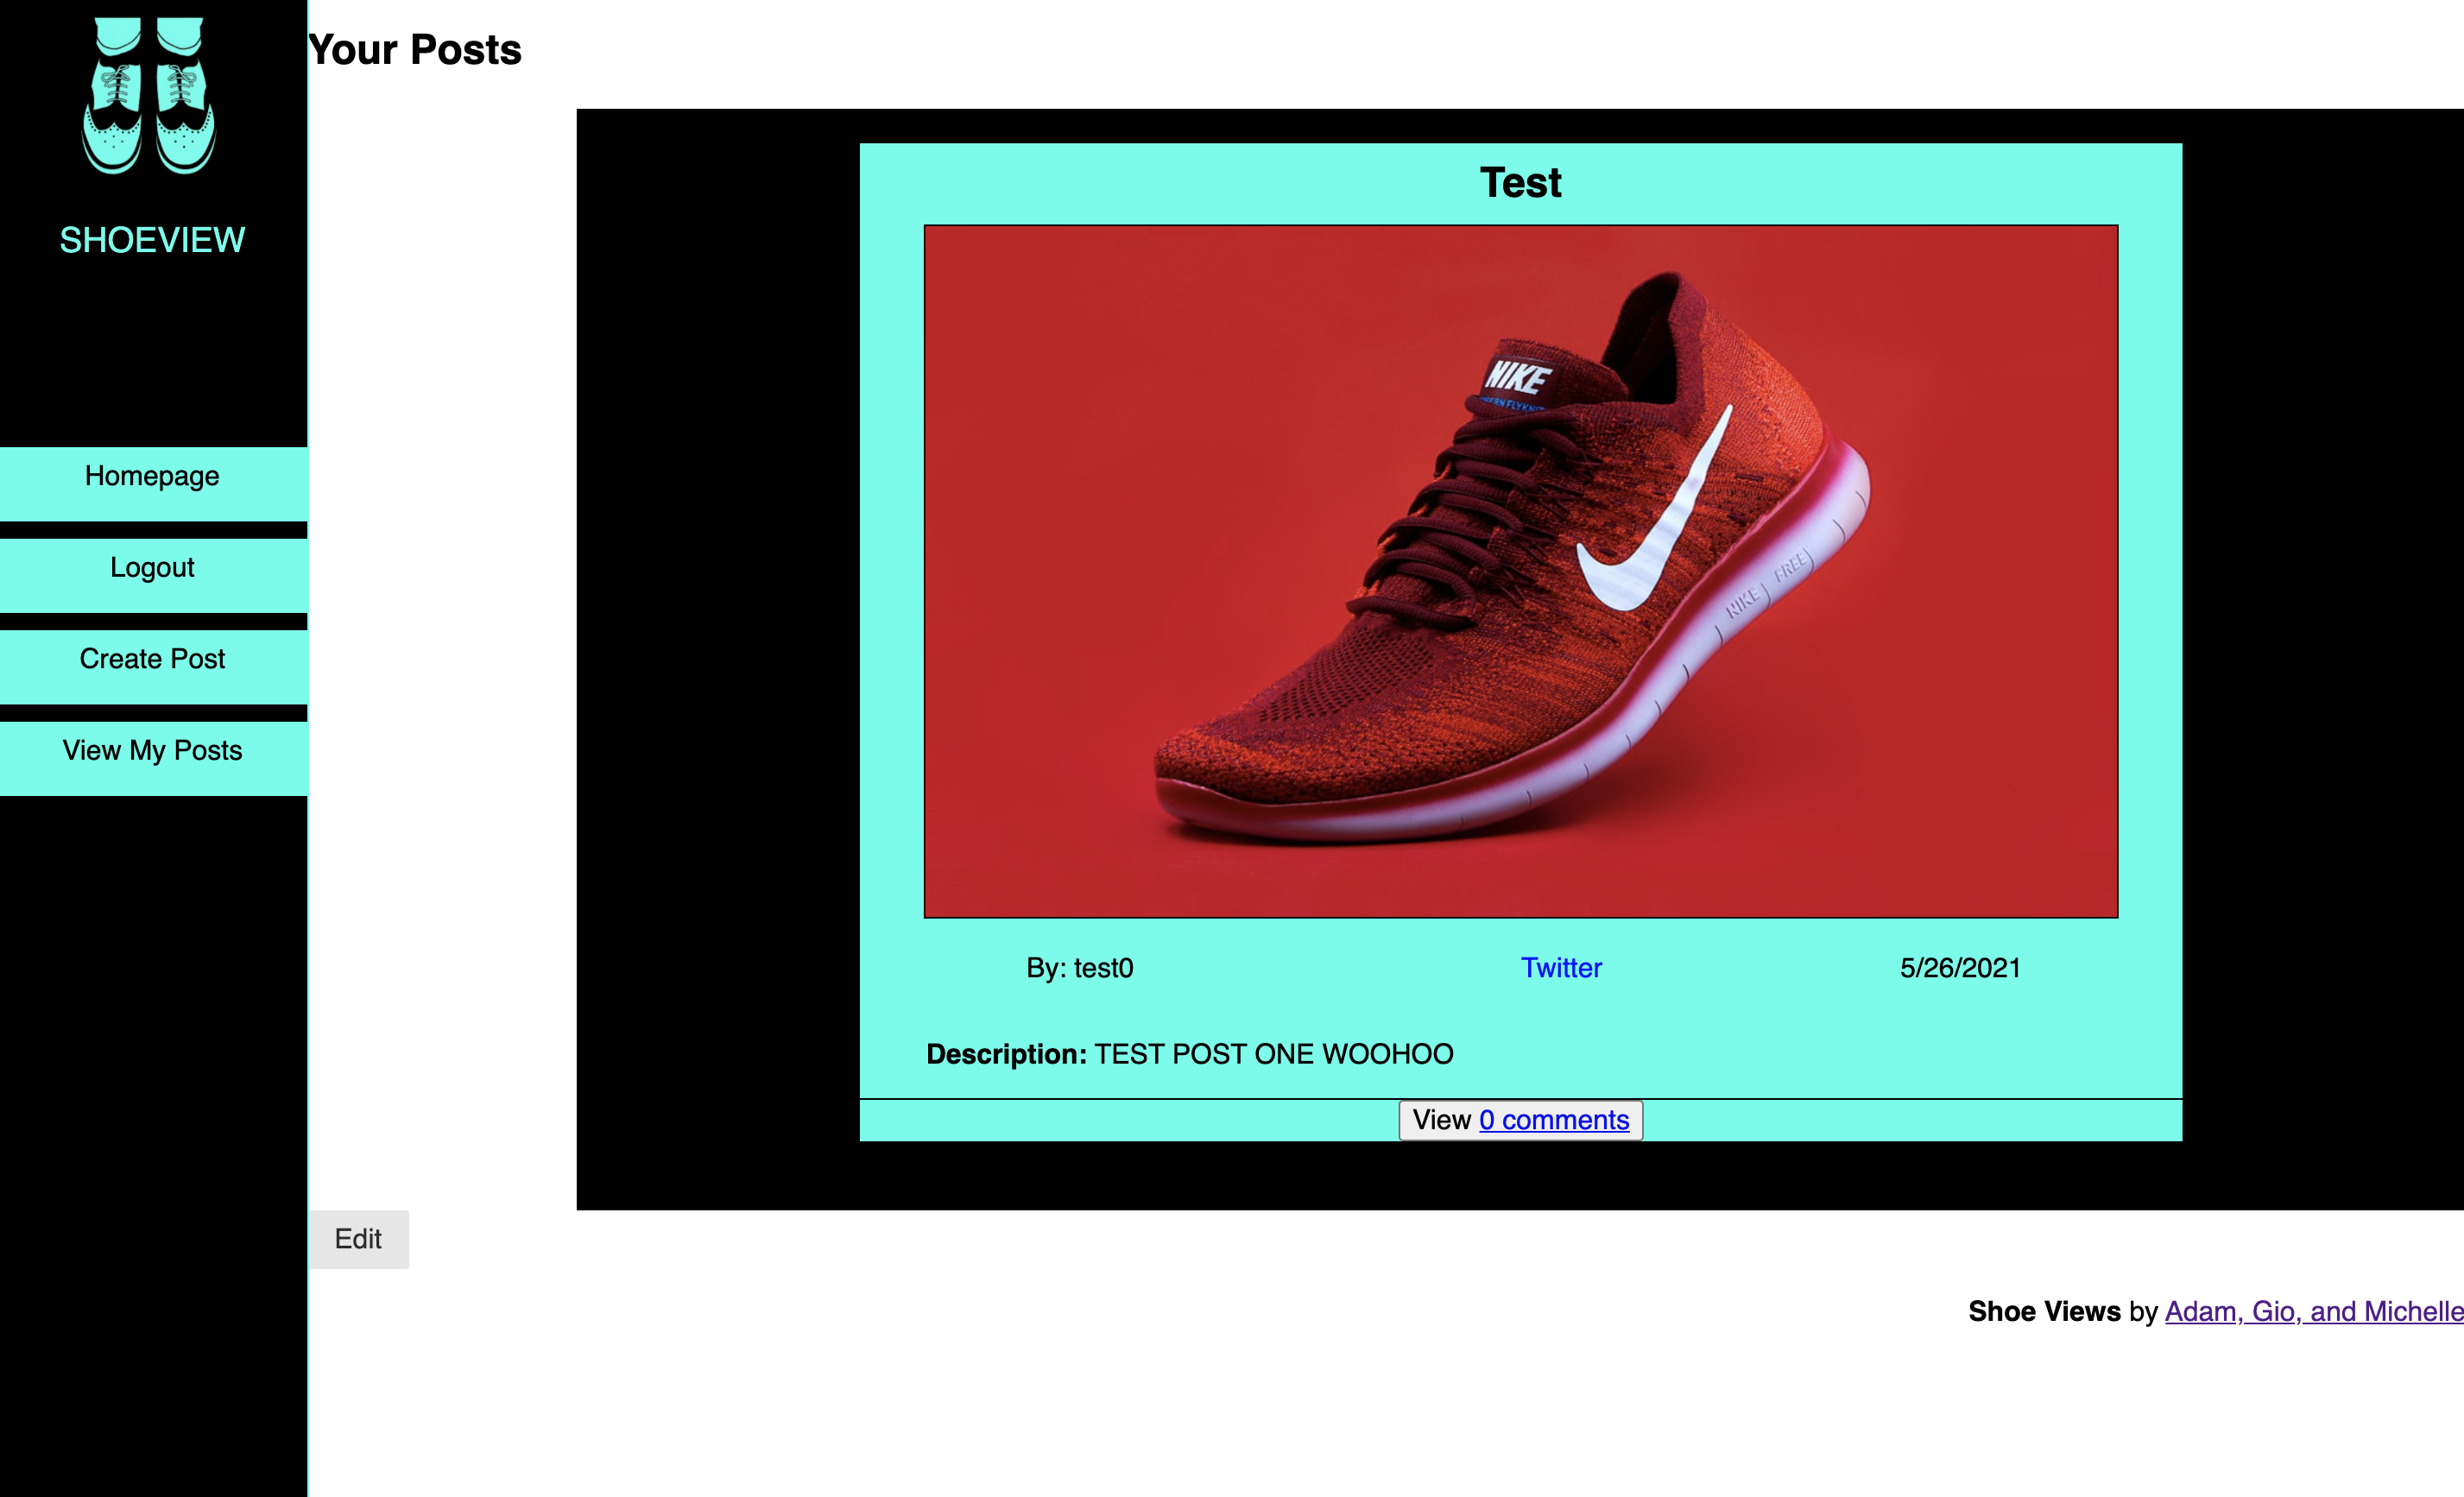 SHOEVIEW
Homepage
Logout
Create Post
View My Posts
Your Posts
Test
NIKE
NIKE FREE
By: test0 Twitter 5/26/2021
Description: TEST POST ONE WOOHOO
View 0 comments
Edit
Shoe Views by Adam, Gio, and Michelle